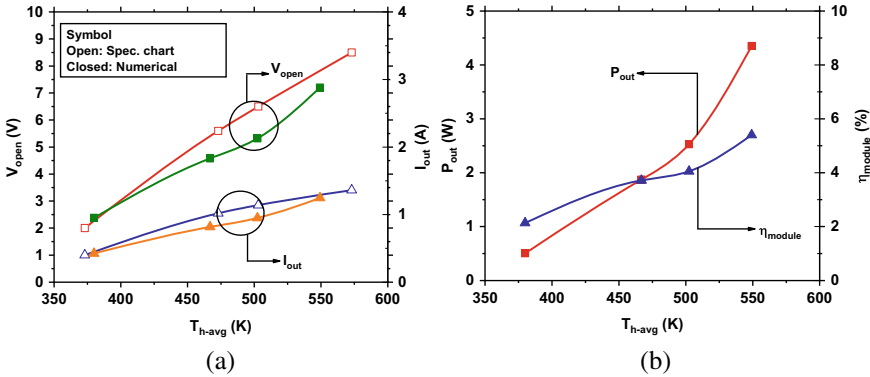 10
9
8
7
6
5
4
3
2
1
0
V_open (V)
Symbol
Open: Spec. chart
Closed: Numerical
V_open
I_out
4
3
2
1
0
I_out (A)
350 400 450 500 550 600
T_h-avg (K)
(a)
5
4
3
2
1
0
P_out (W)
P_out
η_module
10
8
6
4
2
0
η_module (%)
350 400 450 500 550 600
T_h-avg (K)
(b)